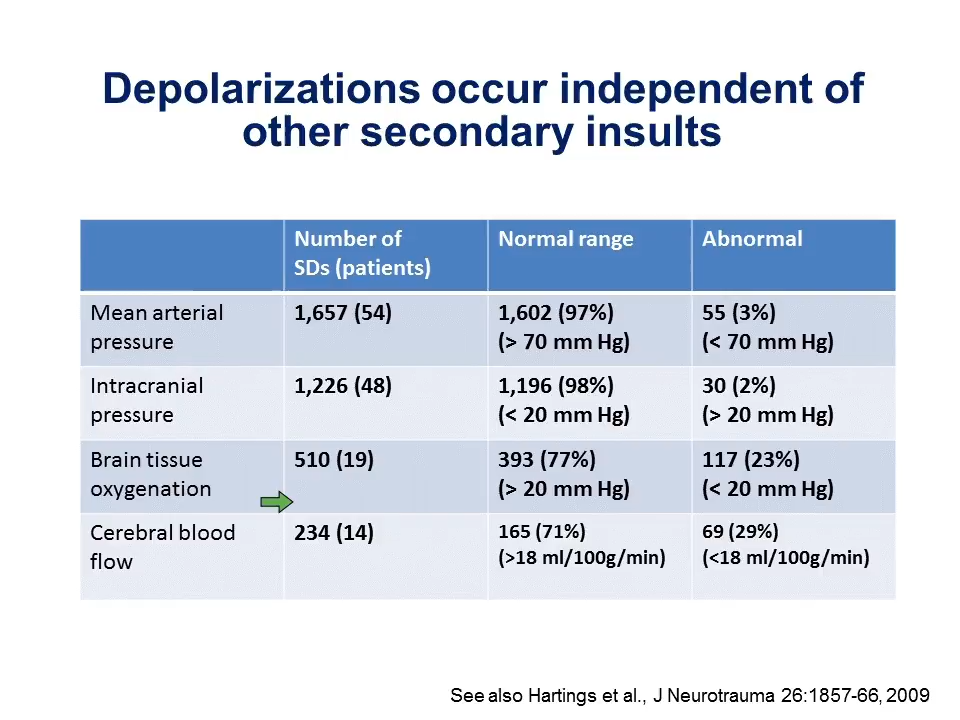 Depolarizations occur independent of
other secondary insults
Number of
SDs (patients)
Normal range
Abnormal
Mean arterial
pressure
1,657 (54)
1,602 (97%)
(> 70 mm Hg)
55 (3%)
(< 70 mm Hg)
Intracranial
pressure
1,226 (48)
1,196 (98%)
(< 20 mm Hg)
30 (2%)
(> 20 mm Hg)
Brain tissue
oxygenation
510 (19)
393 (77%)
(> 20 mm Hg)
117 (23%)
(< 20 mm Hg)
Cerebral blood
flow
234 (14)
165 (71%)
(>18 ml/100g/min)
69 (29%)
(<18 ml/100g/min)
See also Hartings et al., J Neurotrauma 26:1857-66, 2009